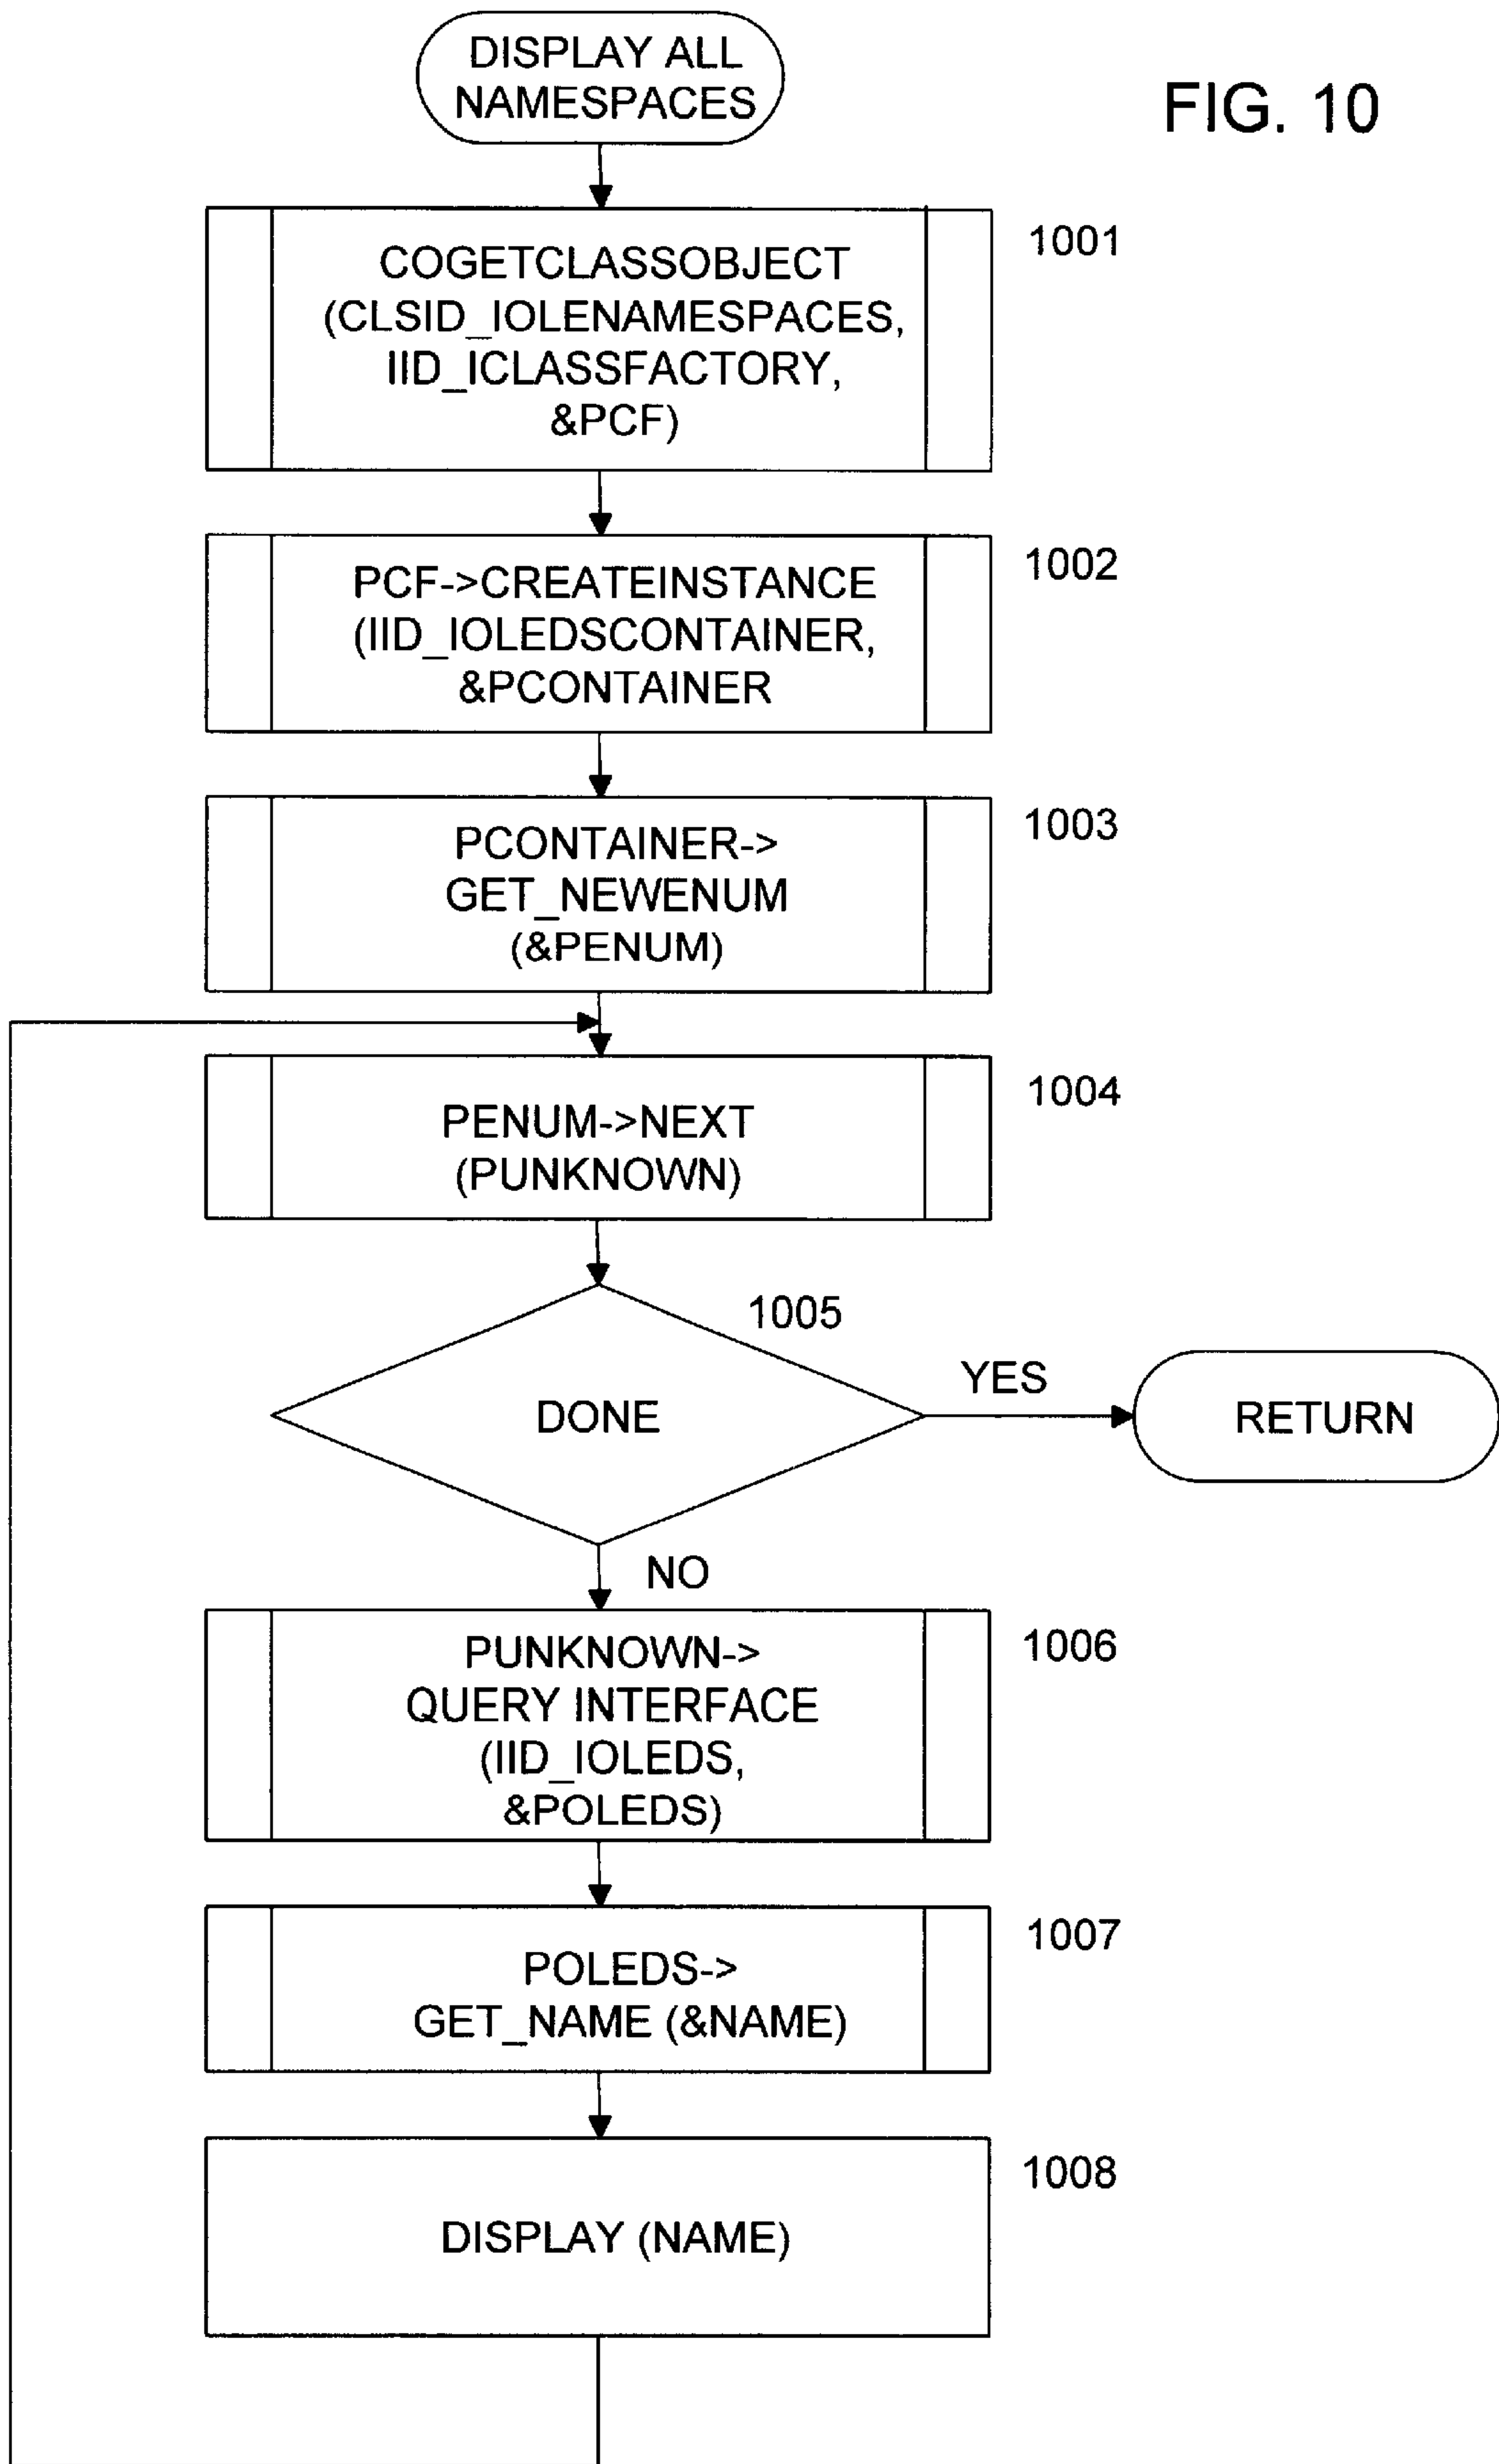 DISPLAY ALL
NAMESPACES
FIG. 10
COGETCLASSOBJECT
(CLSID_IOLENAMESPACES,
IID_ICLASSFACTORY,
&PCF)
1001
PCF->CREATEINSTANCE
(IID_IOLEDSCONTAINER,
&PCONTAINER
1002
PCONTAINER->
GET_NEWENUM
(&PENUM)
1003
PENUM->NEXT
(PUNKNOWN)
1004
1005
DONE
YES
RETURN
NO
PUNKNOWN->
QUERY INTERFACE
(IID_IOLEDS,
&POLEDS)
1006
POLEDS->
GET_NAME (&NAME)
1007
DISPLAY (NAME)
1008